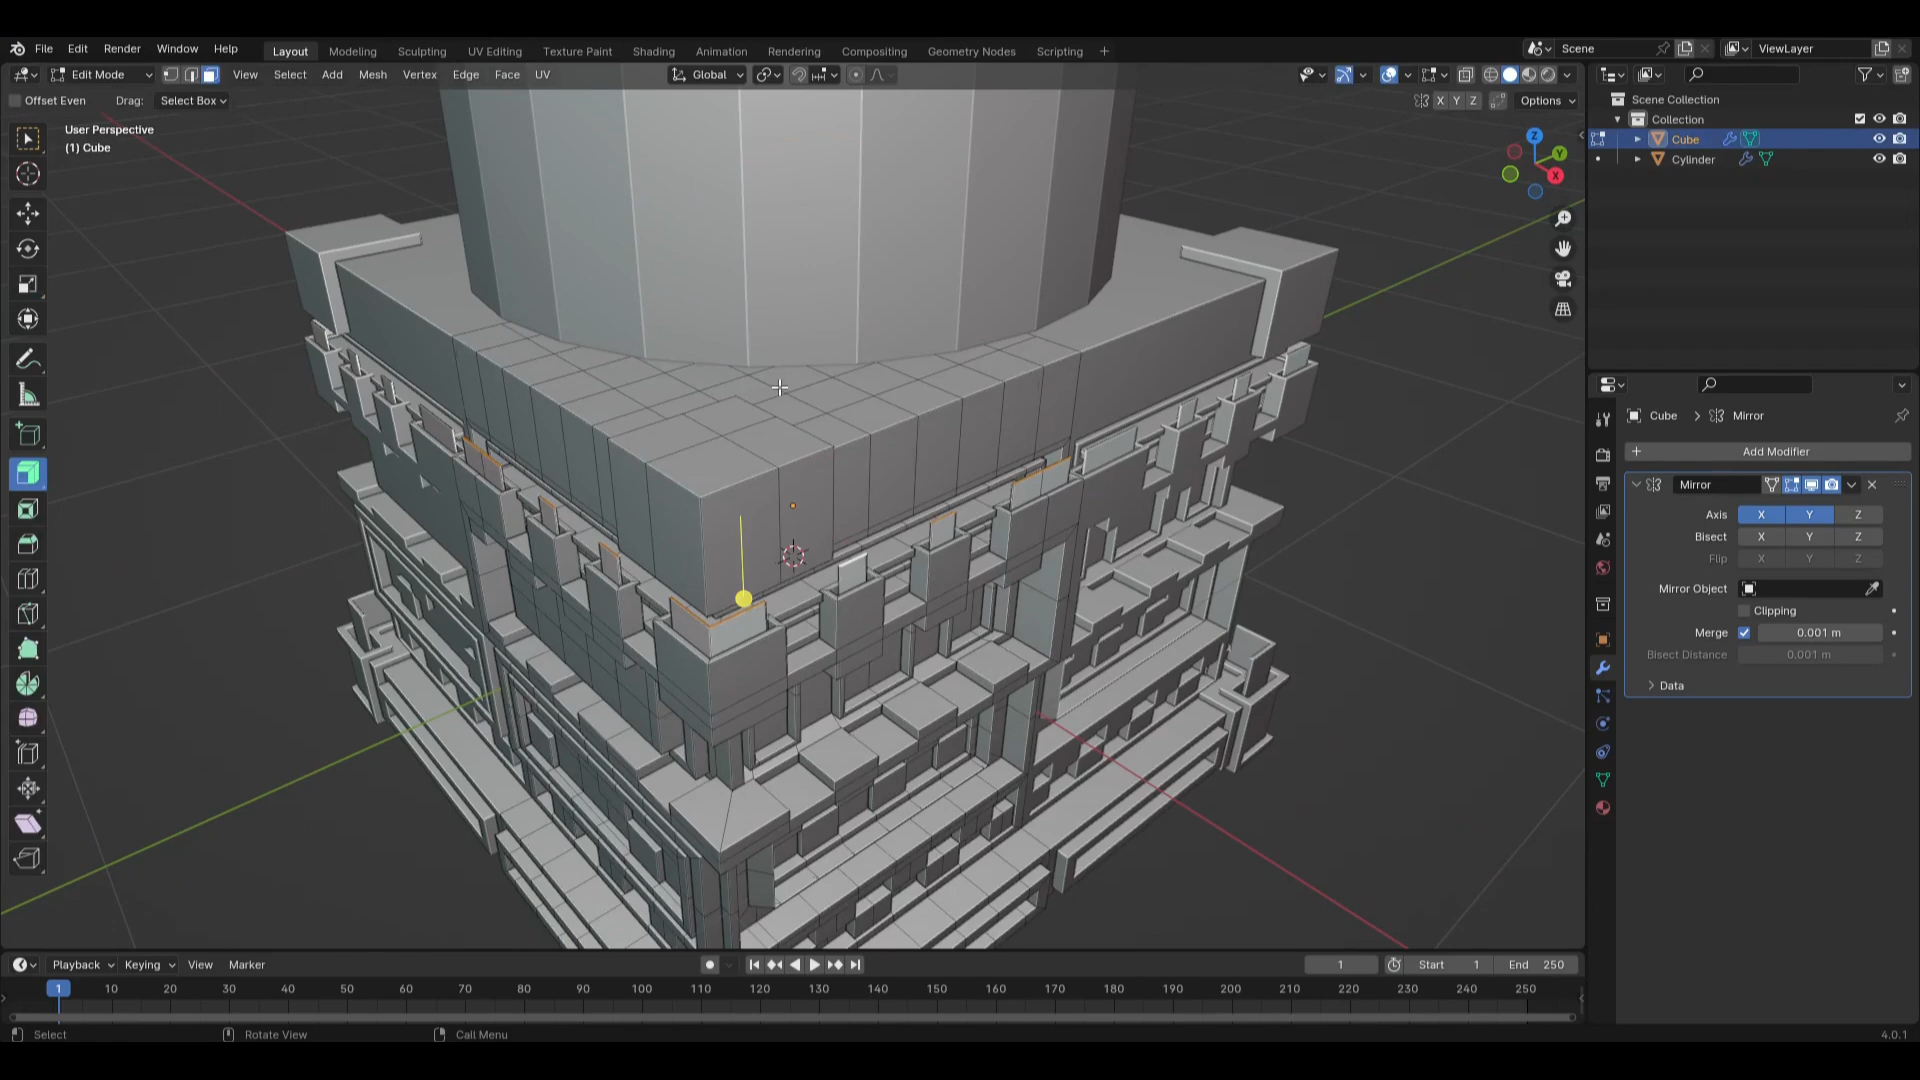 File Edit Render Window Help Layout Modeling Sculpting UV Editing Texture Paint Shading Animation Rendering Compositing Geometry Nodes Scripting + Scene ViewLayer
Edit Mode View Select Add Mesh Vertex Edge Face UV Global
Offset Even Drag: Select Box X Y Z Options
User Perspective
(1) Cube
Z
Y
X
Scene Collection
Collection
Cube
Cylinder
Cube > Mirror
+ Add Modifier
Mirror
Axis X Y Z
Bisect X Y Z
Flip X Y Z
Mirror Object
Clipping
Merge 0.001 m
Bisect Distance 0.001 m
> Data
Playback Keying View Marker 1 Start 1 End 250
1 10 20 30 40 50 60 70 80 90 100 110 120 130 140 150 160 170 180 190 200 210 220 230 240 250
Select Rotate View Call Menu 4.0.1